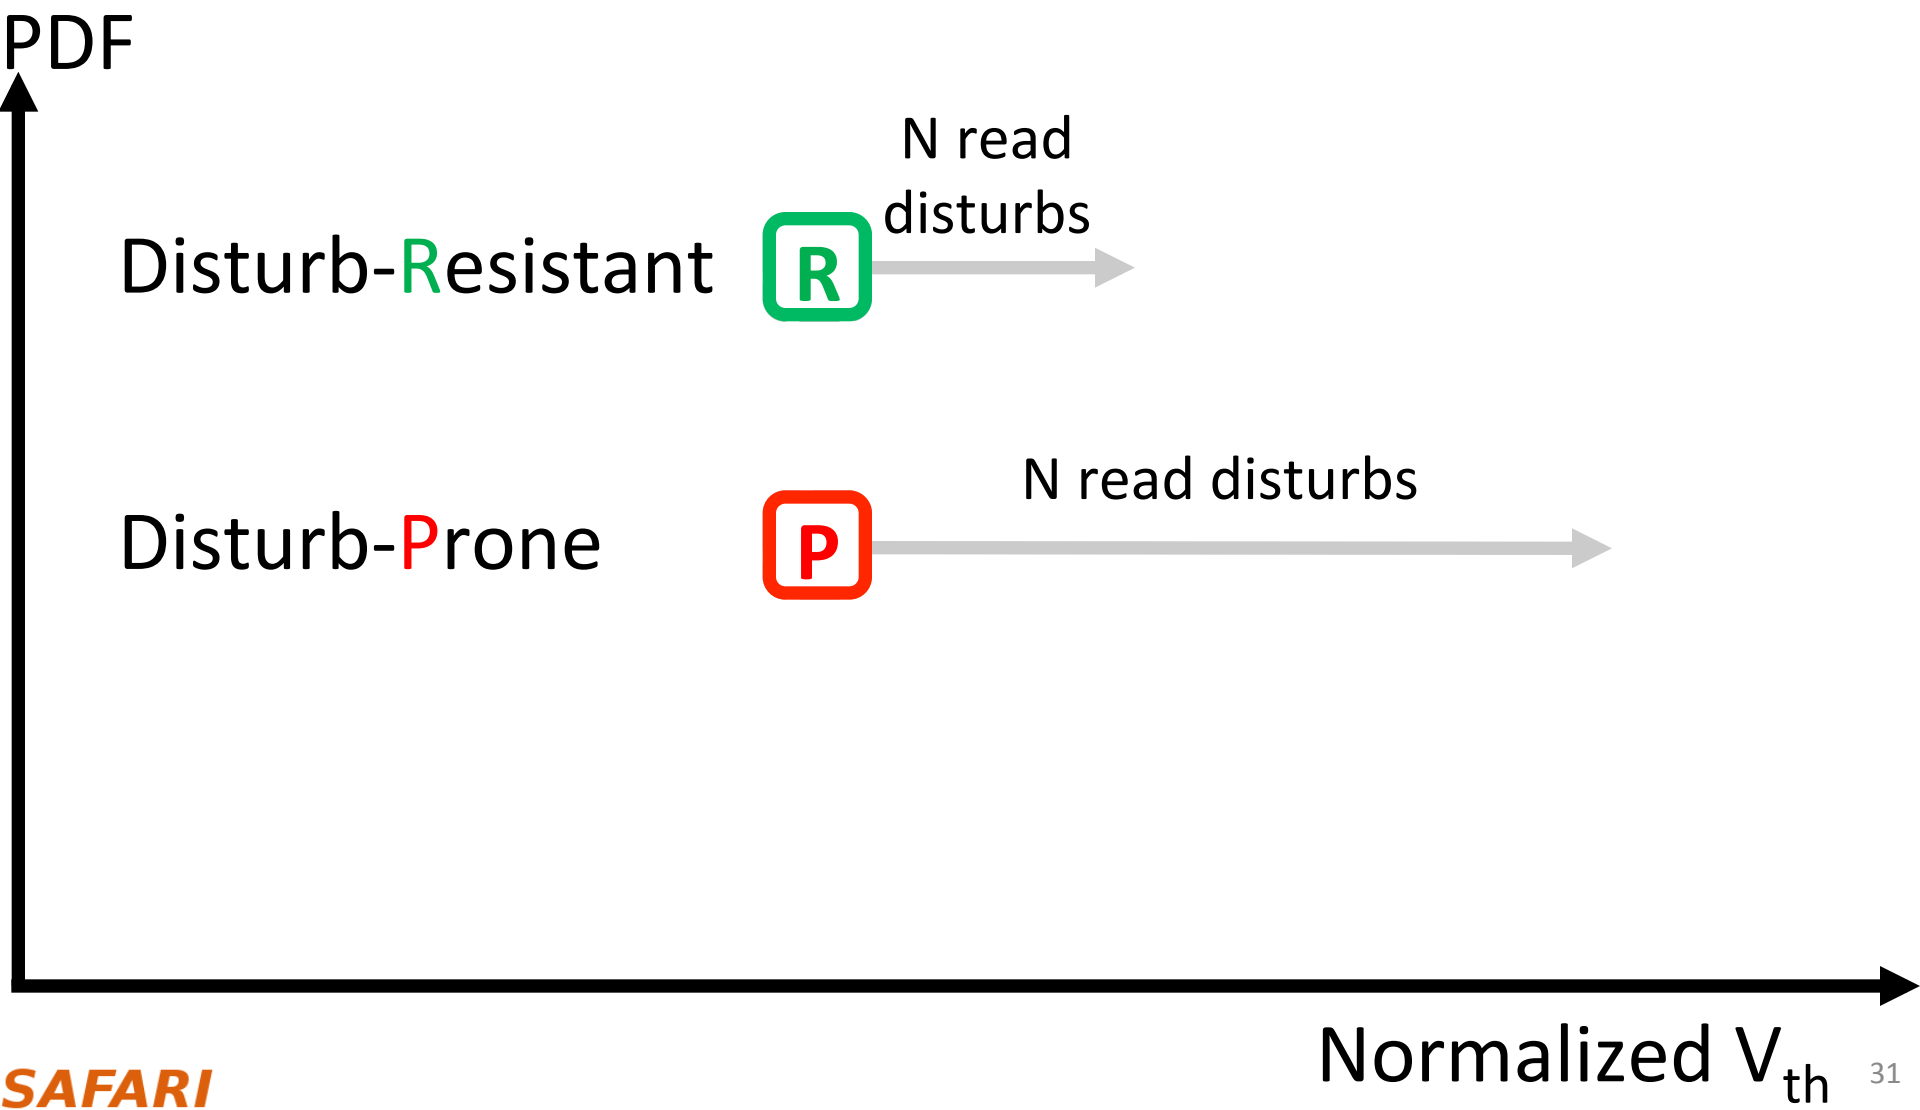 PDF
N read
disturbs
Disturb-Resistant
R
N read disturbs
Disturb-Prone
P
Normalized Vth
SAFARI
31